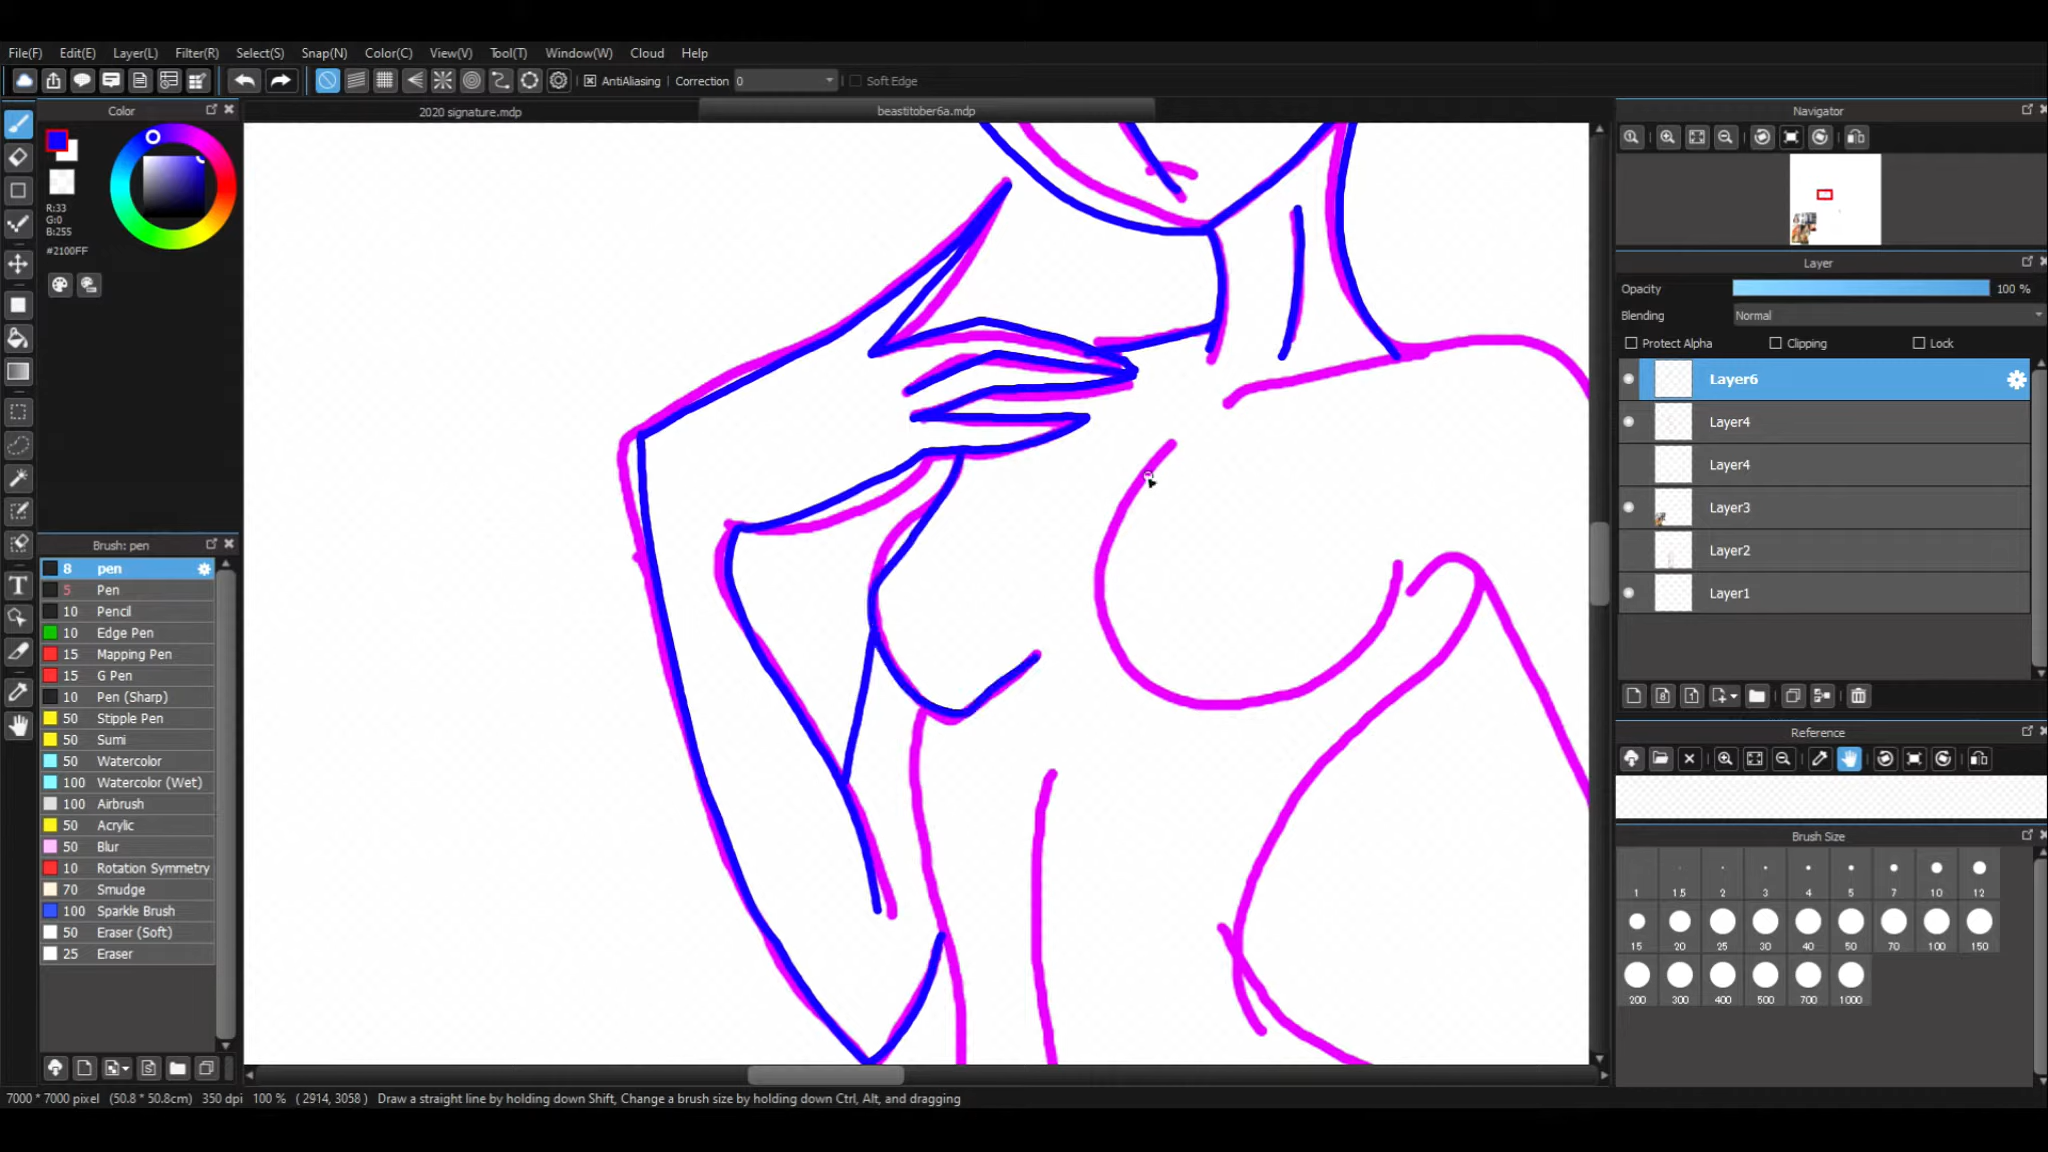 File(F) Edit(E) Layer(L) Filter(R) Select(S) Snap(N) Color(C) View(V) Tool(T) Window(W) Cloud Help
AntiAliasing Correction 0 Soft Edge
Color
2020 signature.mdp
beastitober6a.mdp
Navigator
R:33
G:0
B:255
#2100FF
Layer
Opacity 100 %
Blending Normal
Protect Alpha Clipping Lock
Layer6
Layer4
Layer4
Layer3
Layer2
Layer1
Brush: pen
8 pen
5 Pen
10 Pencil
10 Edge Pen
15 Mapping Pen
15 G Pen
10 Pen (Sharp)
50 Stipple Pen
50 Sumi
50 Watercolor
100 Watercolor (Wet)
100 Airbrush
50 Acrylic
50 Blur
10 Rotation Symmetry
70 Smudge
100 Sparkle Brush
50 Eraser (Soft)
25 Eraser
Reference
Brush Size
1 1.5 2 3 4 5 7 10 12
15 20 25 30 40 50 70 100 150
200 300 400 500 700 1000
7000 * 7000 pixel (50.8 * 50.8cm) 350 dpi 100 % ( 2914, 3058 ) Draw a straight line by holding down Shift, Change a brush size by holding down Ctrl, Alt, and dragging